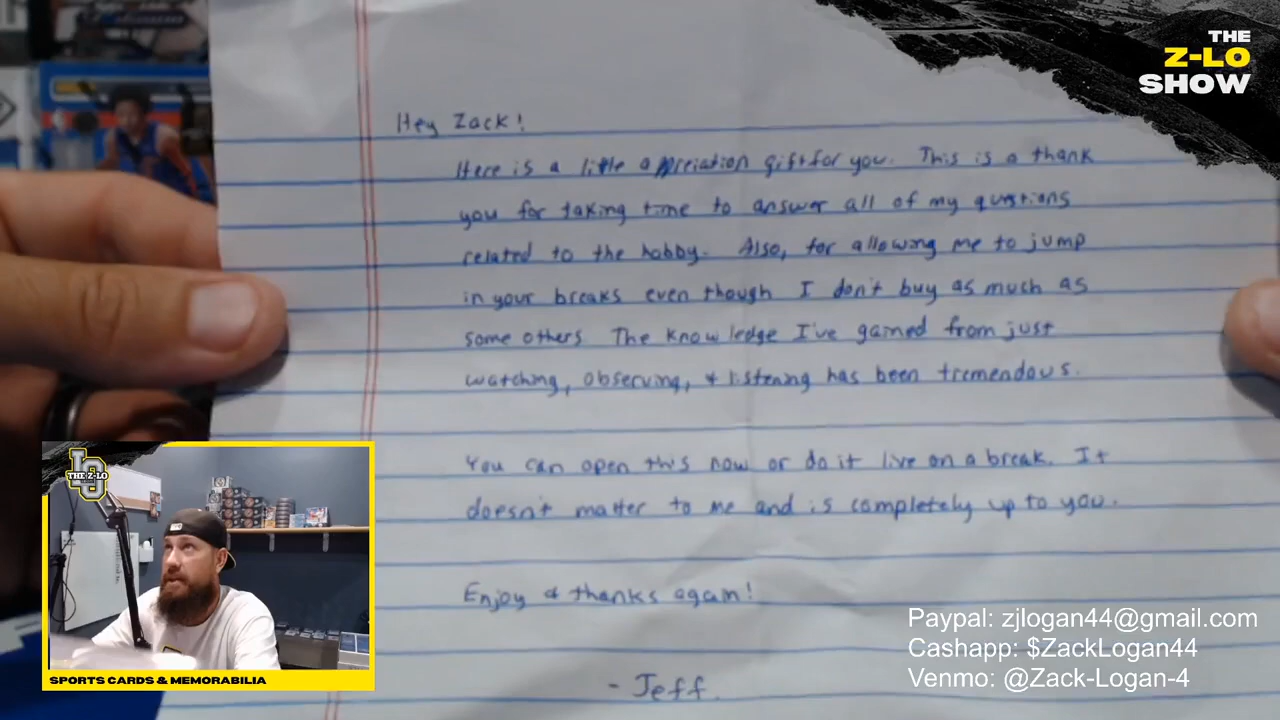 THE
Z-LO
SHOW
Hey Zack!
Here is a little appreciation gift for you. This is a thank
you for taking time to answer all of my questions
related to the hobby. Also, for allowing me to jump
in your breaks even though I don't buy as much as
some others The knowledge I've gained from just
watching, observing, & listening has been tremendous.
You can open this now or do it live on a break. It
doesn't matter to me and is completely up to you.
Enjoy & thanks again!
- Jeff.
THE Z-LO
SPORTS CARDS & MEMORABILIA
Paypal: zjlogan44@gmail.com
Cashapp: $ZackLogan44
Venmo: @Zack-Logan-4